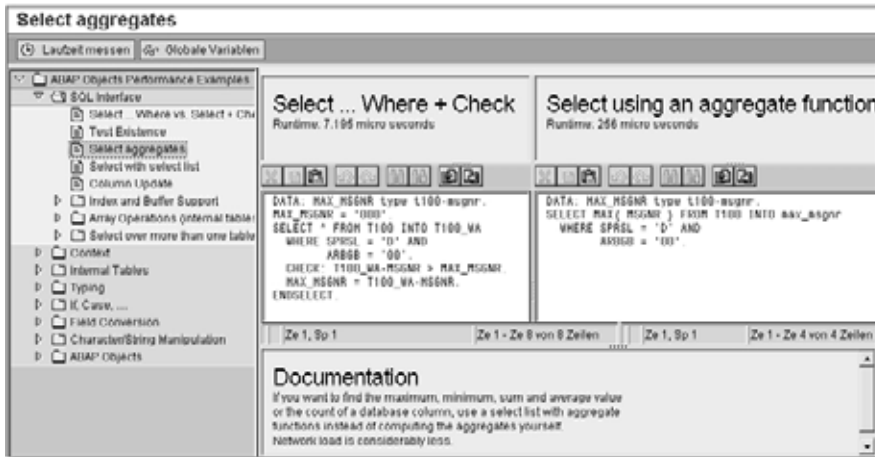 Select aggregates
Laufzeit messen
Globale Variablen
ABAP Objects Performance Examples
SQL Interface
Select ... Where vs. Select + Che
Test Existence
Select aggregates
Select with select list
Column Update
Index and Buffer Support
Array Operations (internal tables
Select over more than one table
Context
Internal Tables
Typing
If, Case, ...
Field Conversion
Character/String Manipulation
ABAP Objects
Select ... Where + Check
Runtime: 7.195 micro seconds
DATA: MAX_MSGNR type t100-msgnr.
MAX_MSGNR = '000'
SELECT * FROM T100 INTO T100_WA
WHERE SPRSL = 'D' AND
ARBGB = '00'.
CHECK: T100_WA-MSGNR > MAX_MSGNR.
MAX_MSGNR = T100_WA-MSGNR.
ENDSELECT.
Ze 1, Sp 1
Ze 1 - Ze 8 von 8 Zeilen
Select using an aggregate function
Runtime: 256 micro seconds
DATA: MAX_MSGNR type t100-msgnr.
SELECT MAX( MSGNR ) FROM T100 INTO max_msgnr
WHERE SPRSL = 'D' AND
ARBGB = '00'.
Ze 1, Sp 1
Ze 1 - Ze 4 von 4 Zeilen
Documentation
If you want to find the maximum, minimum, sum and average value
or the count of a database column, use a select list with aggregate
functions instead of computing the aggregates yourself.
Network load is considerably less.